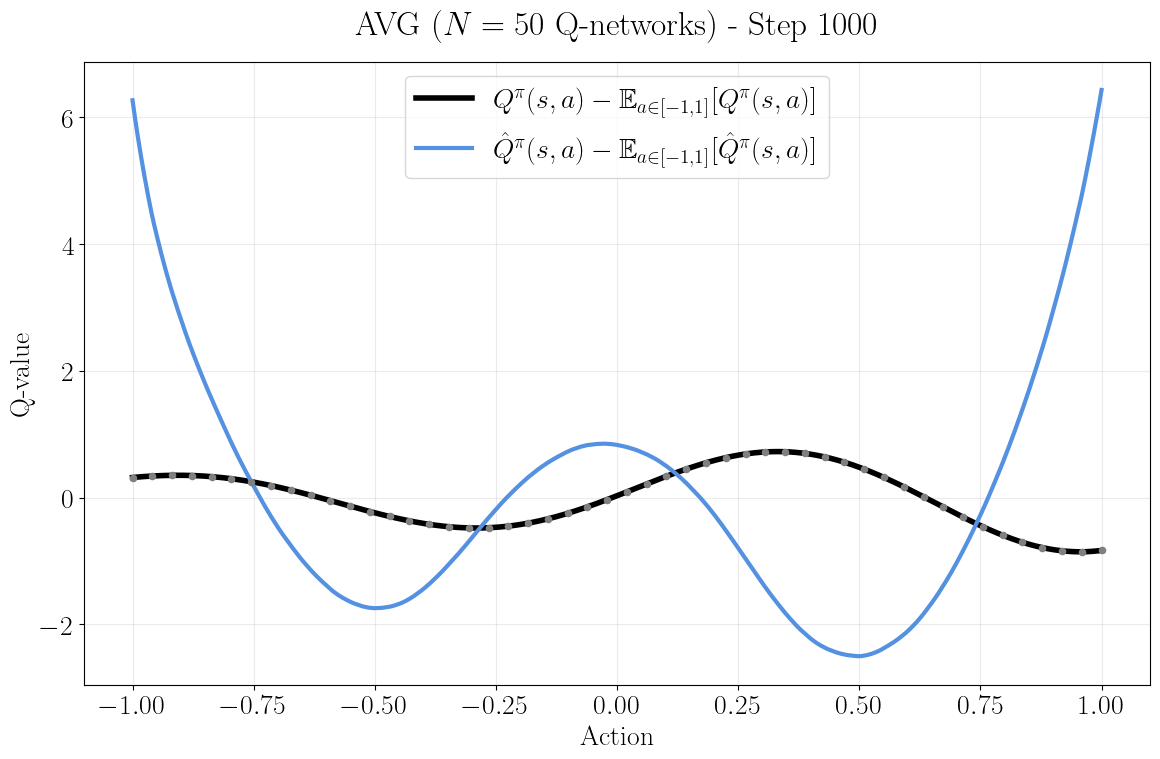 AVG (N = 50 Q-networks) - Step 1000
Q^π(s, a) − 𝔼_{a∈[−1,1]}[Q^π(s, a)]
Q̂^π(s, a) − 𝔼_{a∈[−1,1]}[Q̂^π(s, a)]
Q-value
6
4
2
0
−2
−1.00 −0.75 −0.50 −0.25 0.00 0.25 0.50 0.75 1.00
Action